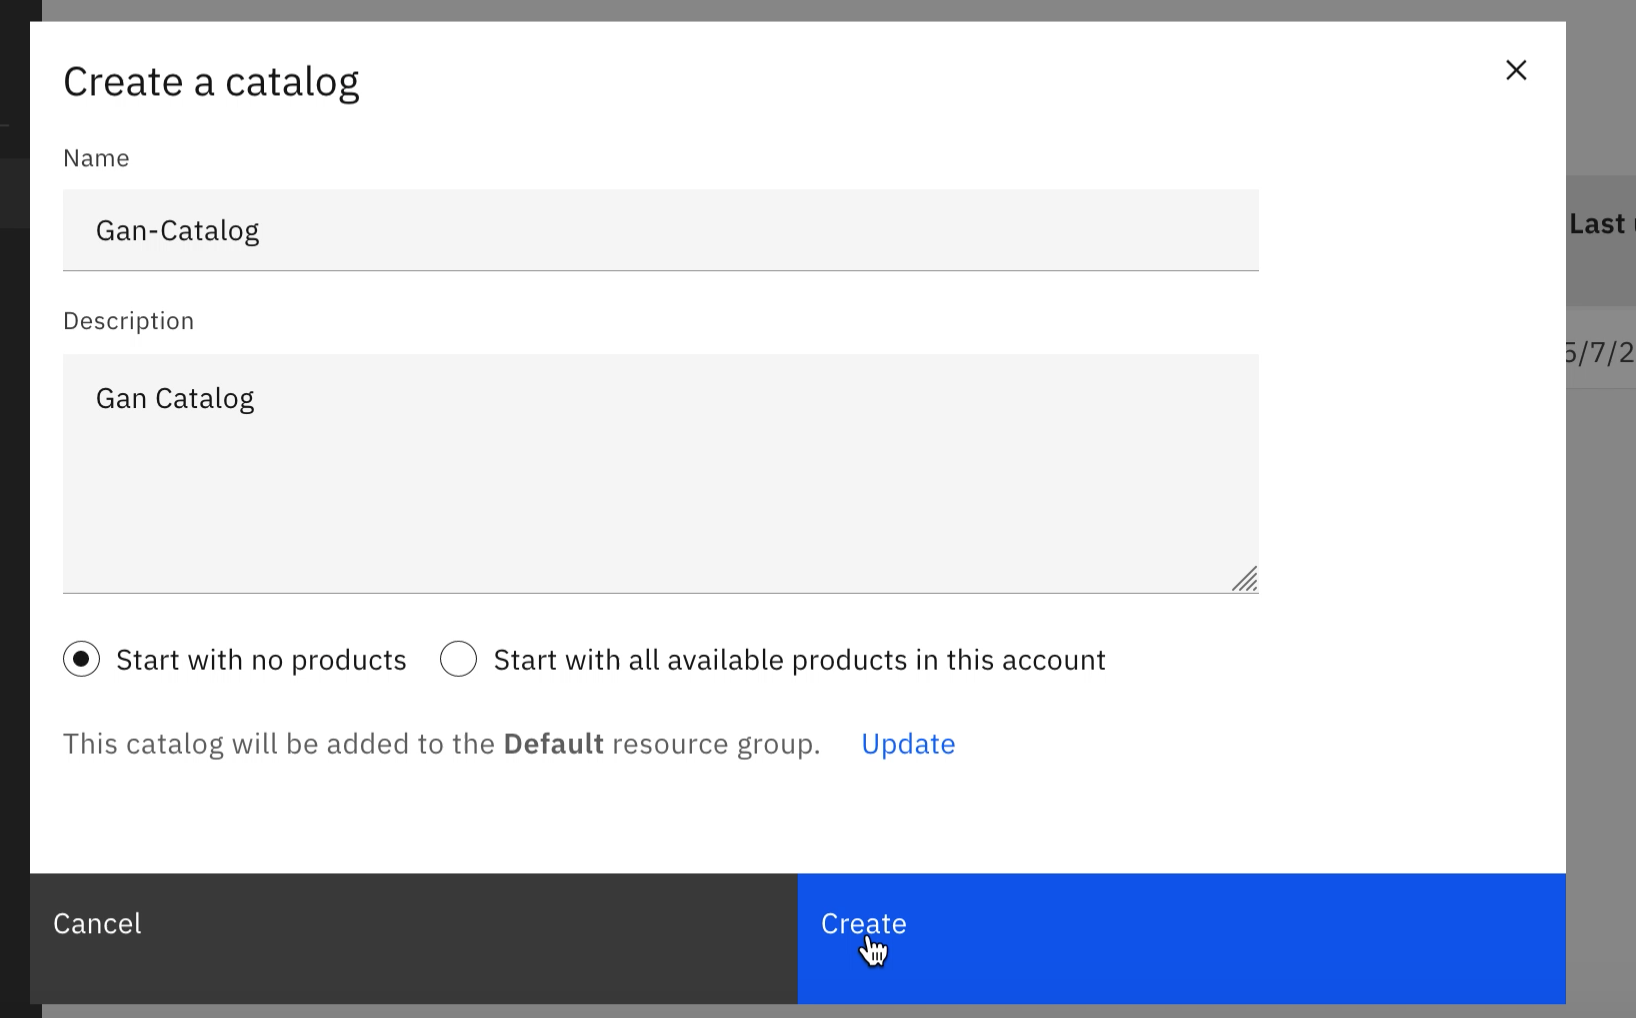 Create a catalog
Name
Gan-Catalog
Last
Description
5/7/2
Gan Catalog
Start with no products
Start with all available products in this account
This catalog will be added to the Default resource group. Update
Cancel
Create